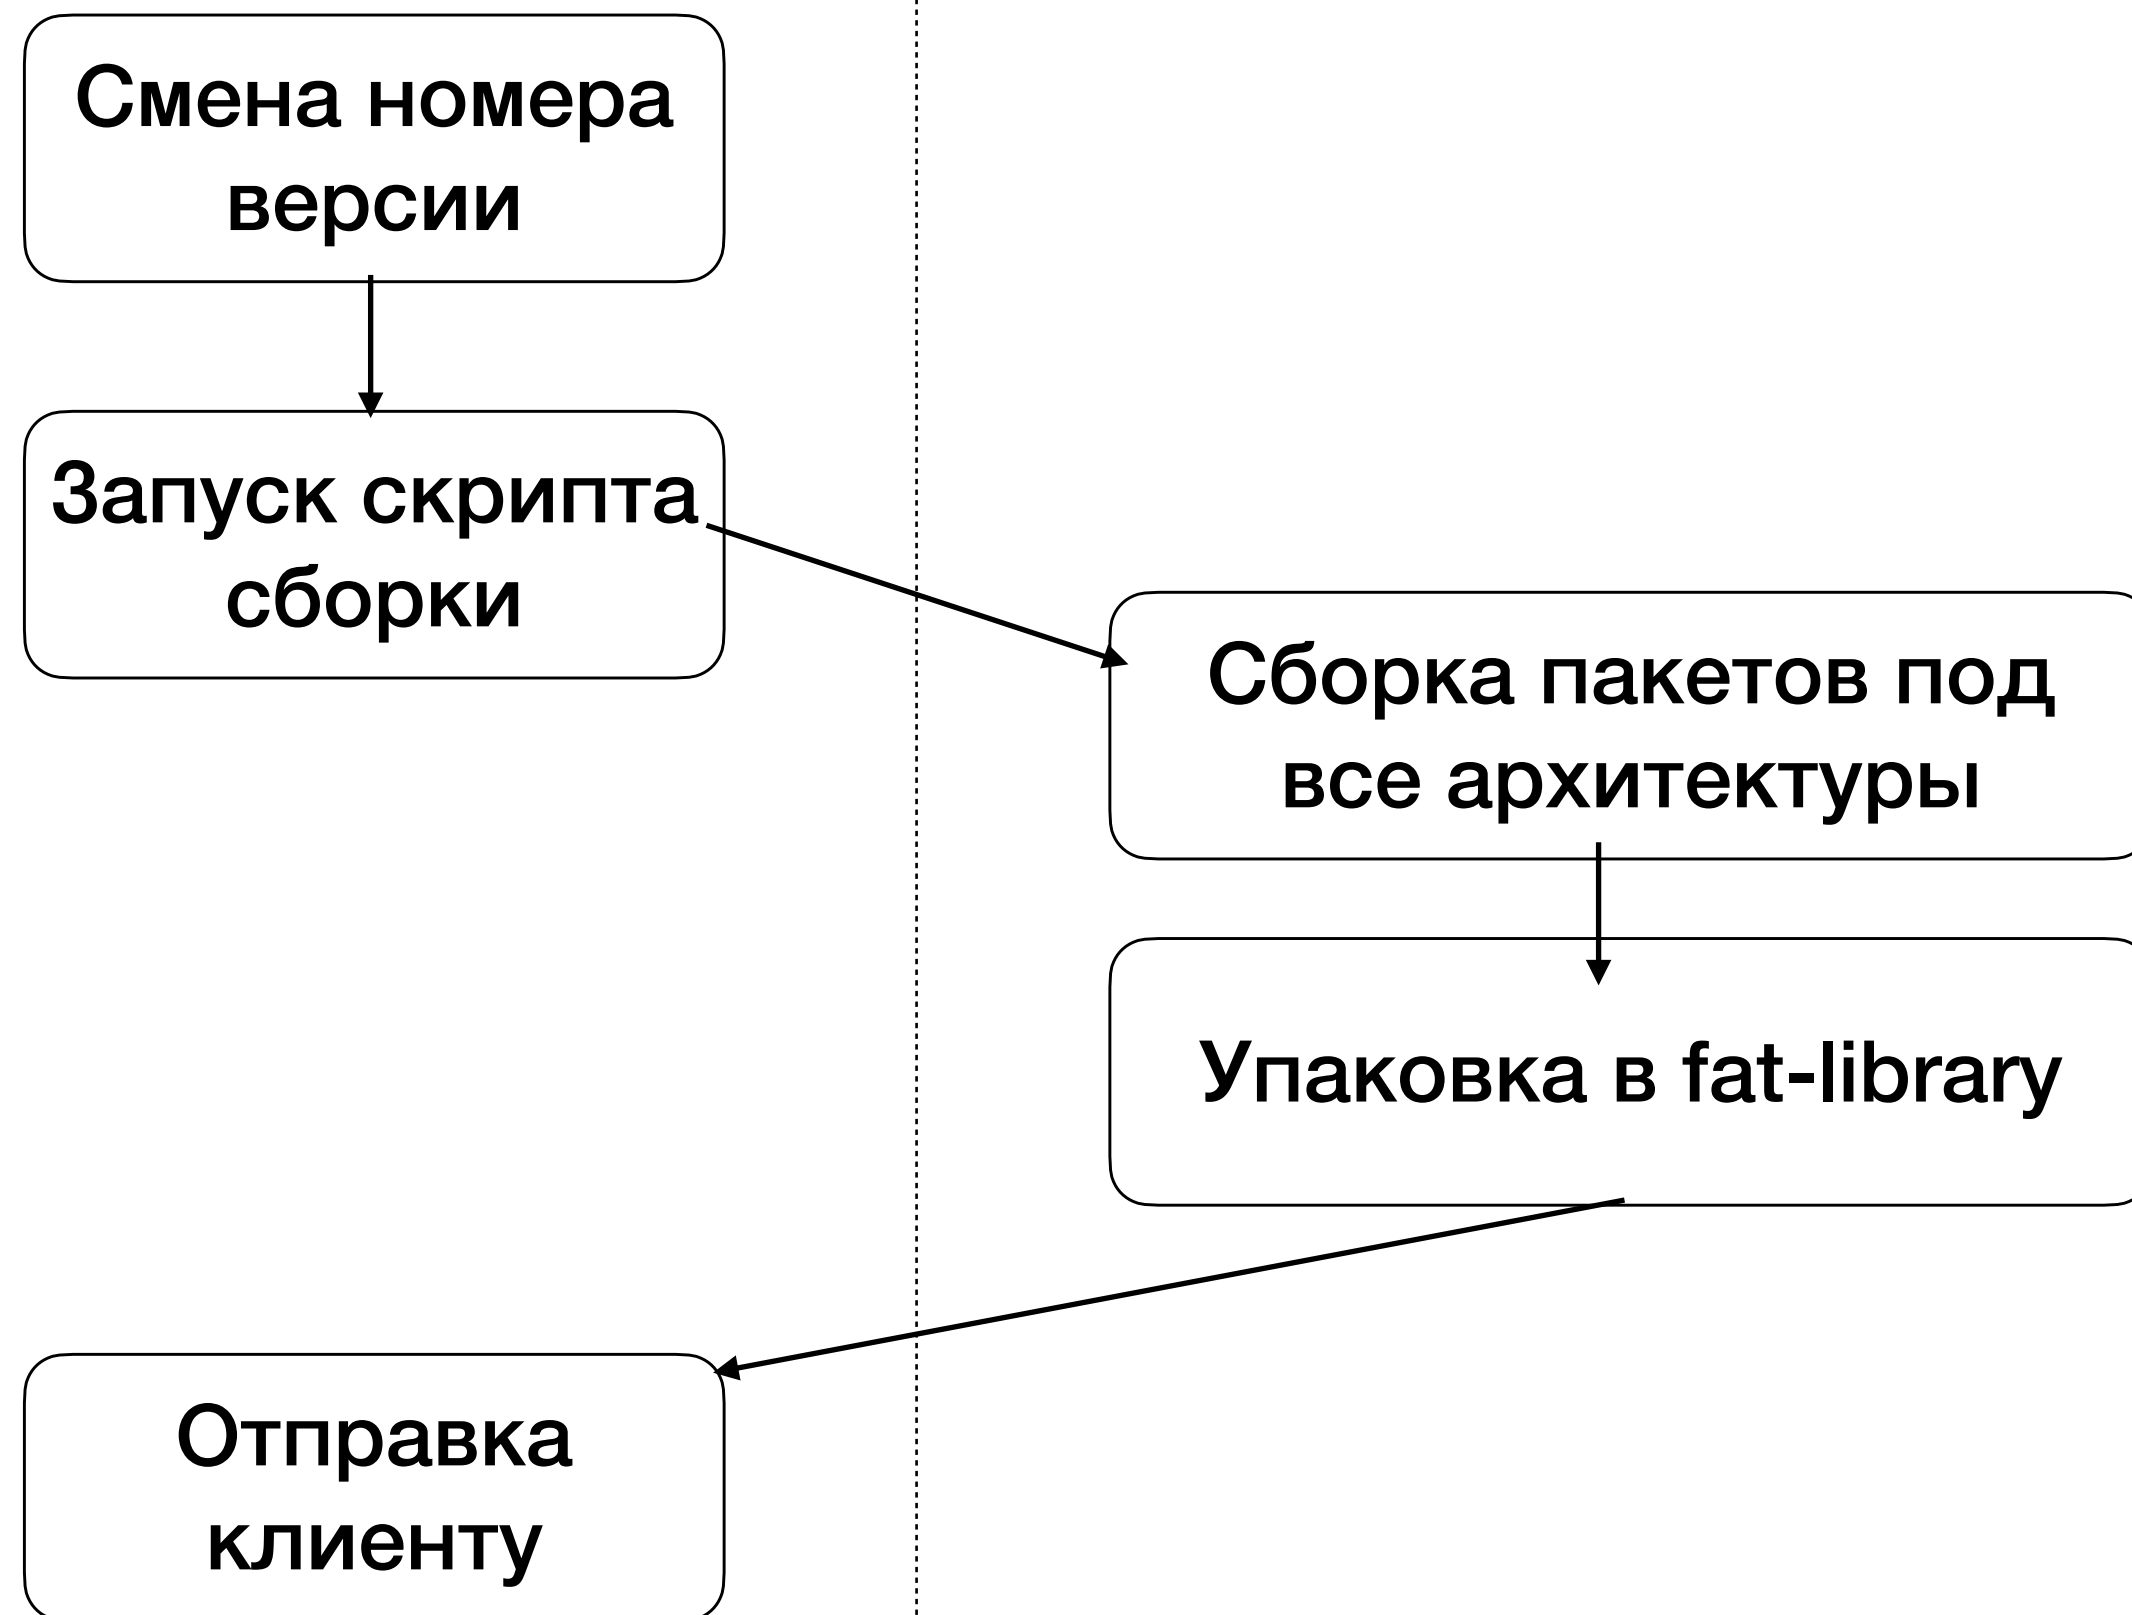 Смена номера
версии
Запуск скрипта
сборки
Сборка пакетов под
все архитектуры
Упаковка в fat-library
Отправка
клиенту